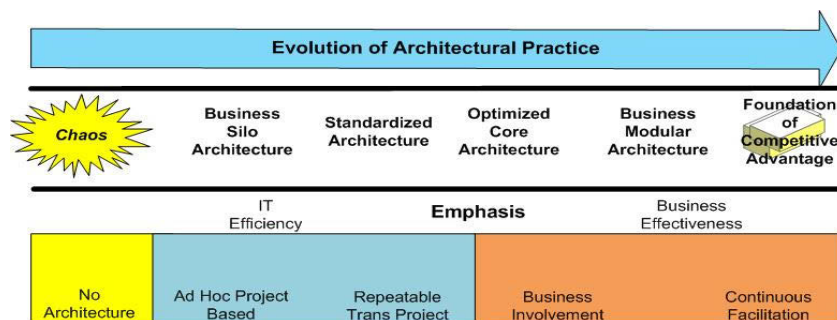 Evolution of Architectural Practice
Chaos
Business
Silo
Architecture
Standardized
Architecture
Optimized
Core
Architecture
Business
Modular
Architecture
Foundation
of
Competitive
Advantage
IT
Efficiency
Emphasis
Business
Effectiveness
No
Architecture
Ad Hoc Project
Based
Repeatable
Trans Project
Business
Involvement
Continuous
Facilitation